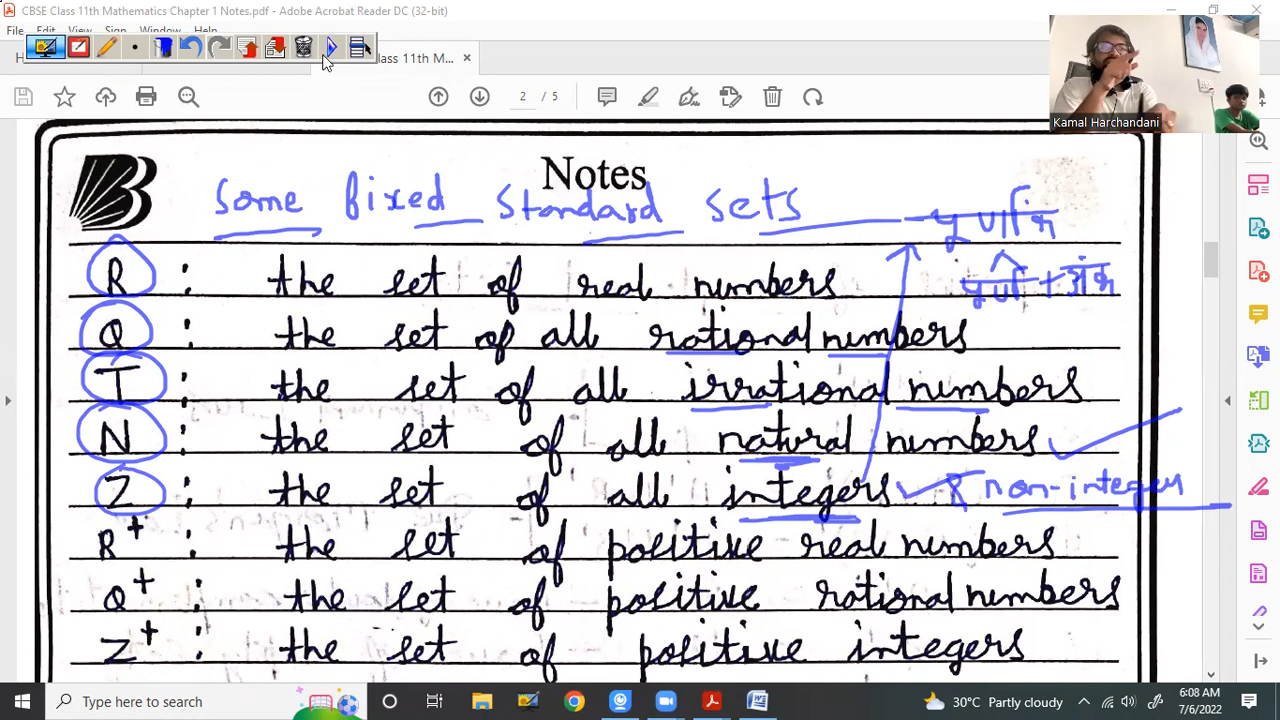 CBSE Class 11th Mathematics Chapter 1 Notes.pdf - Adobe Acrobat Reader DC (32-bit)
File Edit View Sign Window Help
lass 11th M...
2 / 5
Kamal Harchandani
Notes
Some fixed standard sets
पूर्णांक
पूर्ण + अंक
R : the set of real numbers
Q : the set of all rational numbers
T : the set of all irrational numbers
N : the set of all natural numbers
Z : the set of all integers non-integer
R+ : the set of positive real numbers
Q+ : the set of positive rational numbers
Z+ : the set of positive integers
Type here to search
30°C Partly cloudy
6:08 AM
7/6/2022